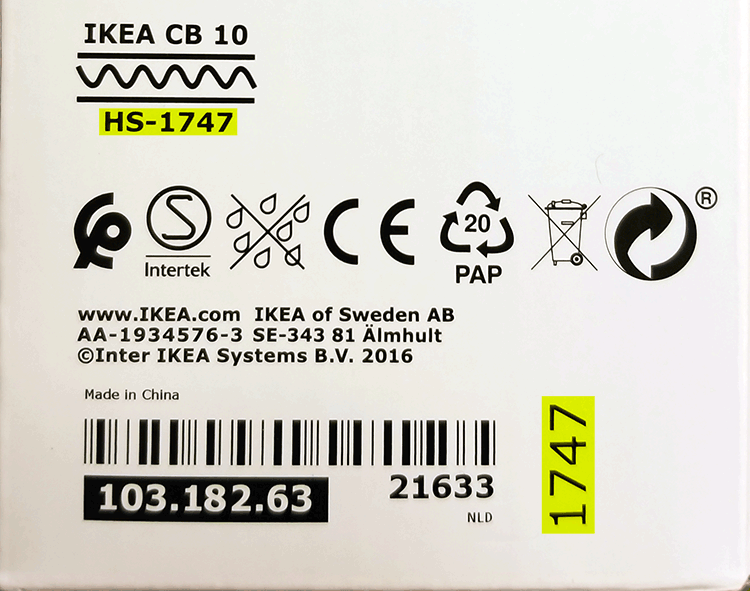 IKEA CB 10
HS-1747
S
Intertek
CE
20
PAP
®
www.IKEA.com IKEA of Sweden AB
AA-1934576-3 SE-343 81 Älmhult
©Inter IKEA Systems B.V. 2016
Made in China
103.182.63
21633
NLD
1747